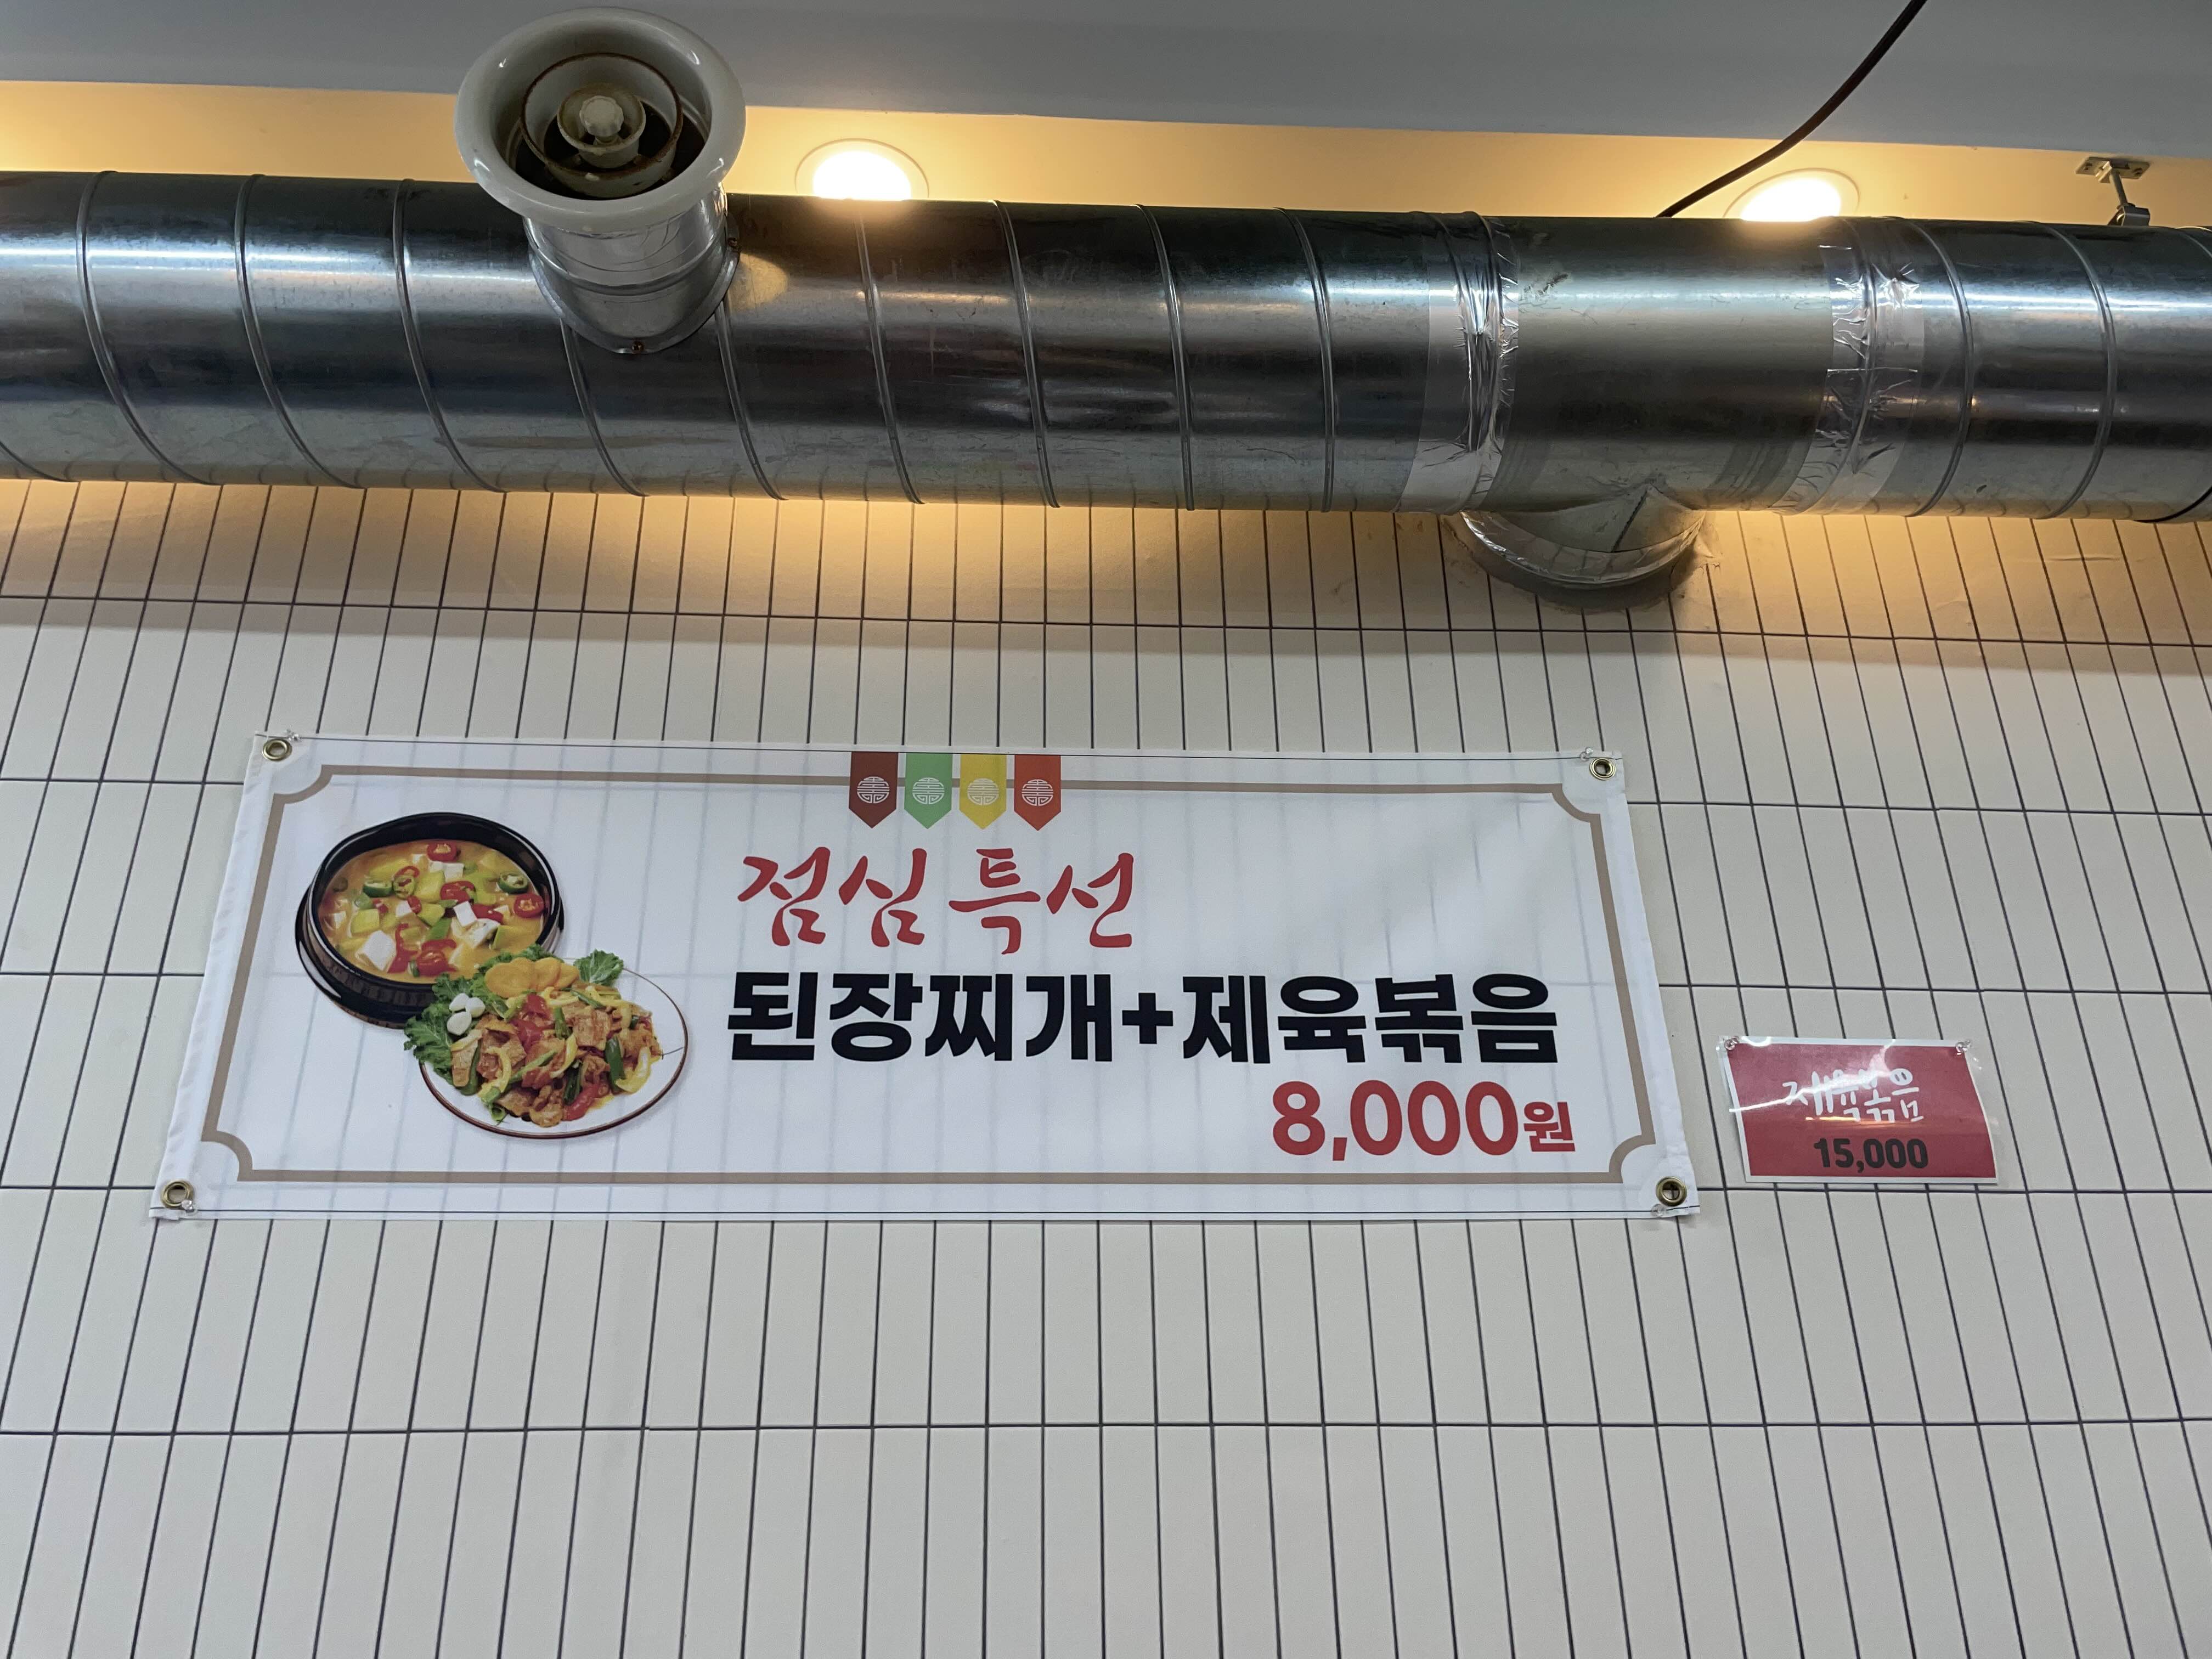 점심 특선
된장찌개+제육볶음
8,000원
제육볶음
15,000